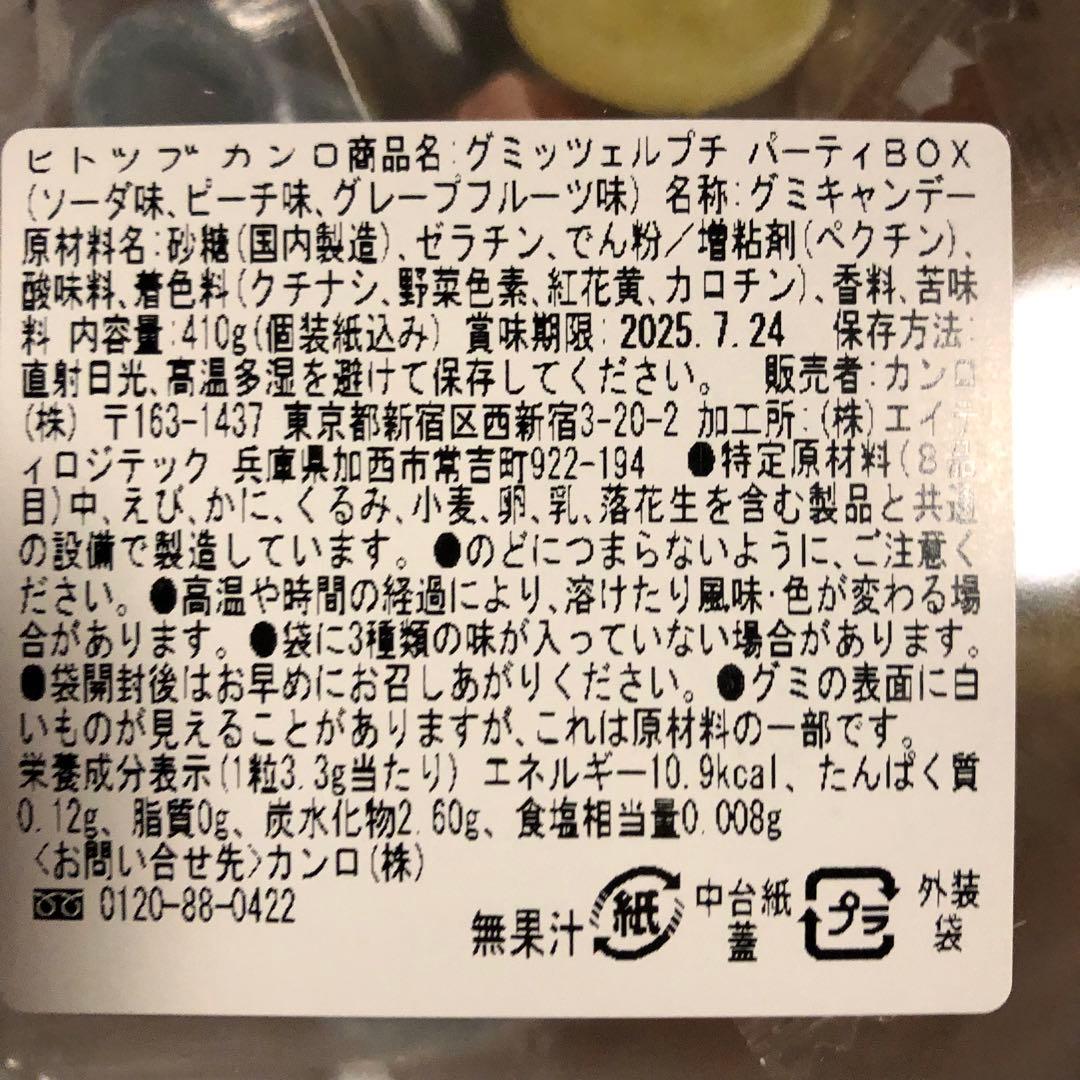 ヒトツブカンロ商品名:グミッツェルプチ パーティBOX
(ソーダ味、ピーチ味、グレープフルーツ味) 名称:グミキャンデー
原材料名:砂糖(国内製造)、ゼラチン、でん粉/増粘剤(ペクチン)、
酸味料、着色料(クチナシ、野菜色素、紅花黄、カロチン)、香料、苦味
料 内容量:410g(個装紙込み) 賞味期限:2025.7.24 保存方法:
直射日光、高温多湿を避けて保存してください。 販売者:カンロ
(株) 〒163-1437 東京都新宿区西新宿3-20-2 加工所:(株)エイテ
ィロジテック 兵庫県加西市常吉町922-194 ●特定原材料(8品
目)中、えび、かに、くるみ、小麦、卵、乳、落花生を含む製品と共通
の設備で製造しています。●のどにつまらないように、ご注意く
ださい。●高温や時間の経過により、溶けたり風味・色が変わる場
合があります。●袋に3種類の味が入っていない場合があります。
●袋開封後はお早めにお召しあがりください。●グミの表面に白
いものが見えることがありますが、これは原材料の一部です。
栄養成分表示(1粒3.3g当たり) エネルギー10.9kcal、たんぱく質
0.12g、脂質0g、炭水化物2.60g、食塩相当量0.008g
〈お問い合せ先〉カンロ(株)
0120-88-0422
無果汁 紙 中台紙 プラ 外装
蓋 袋